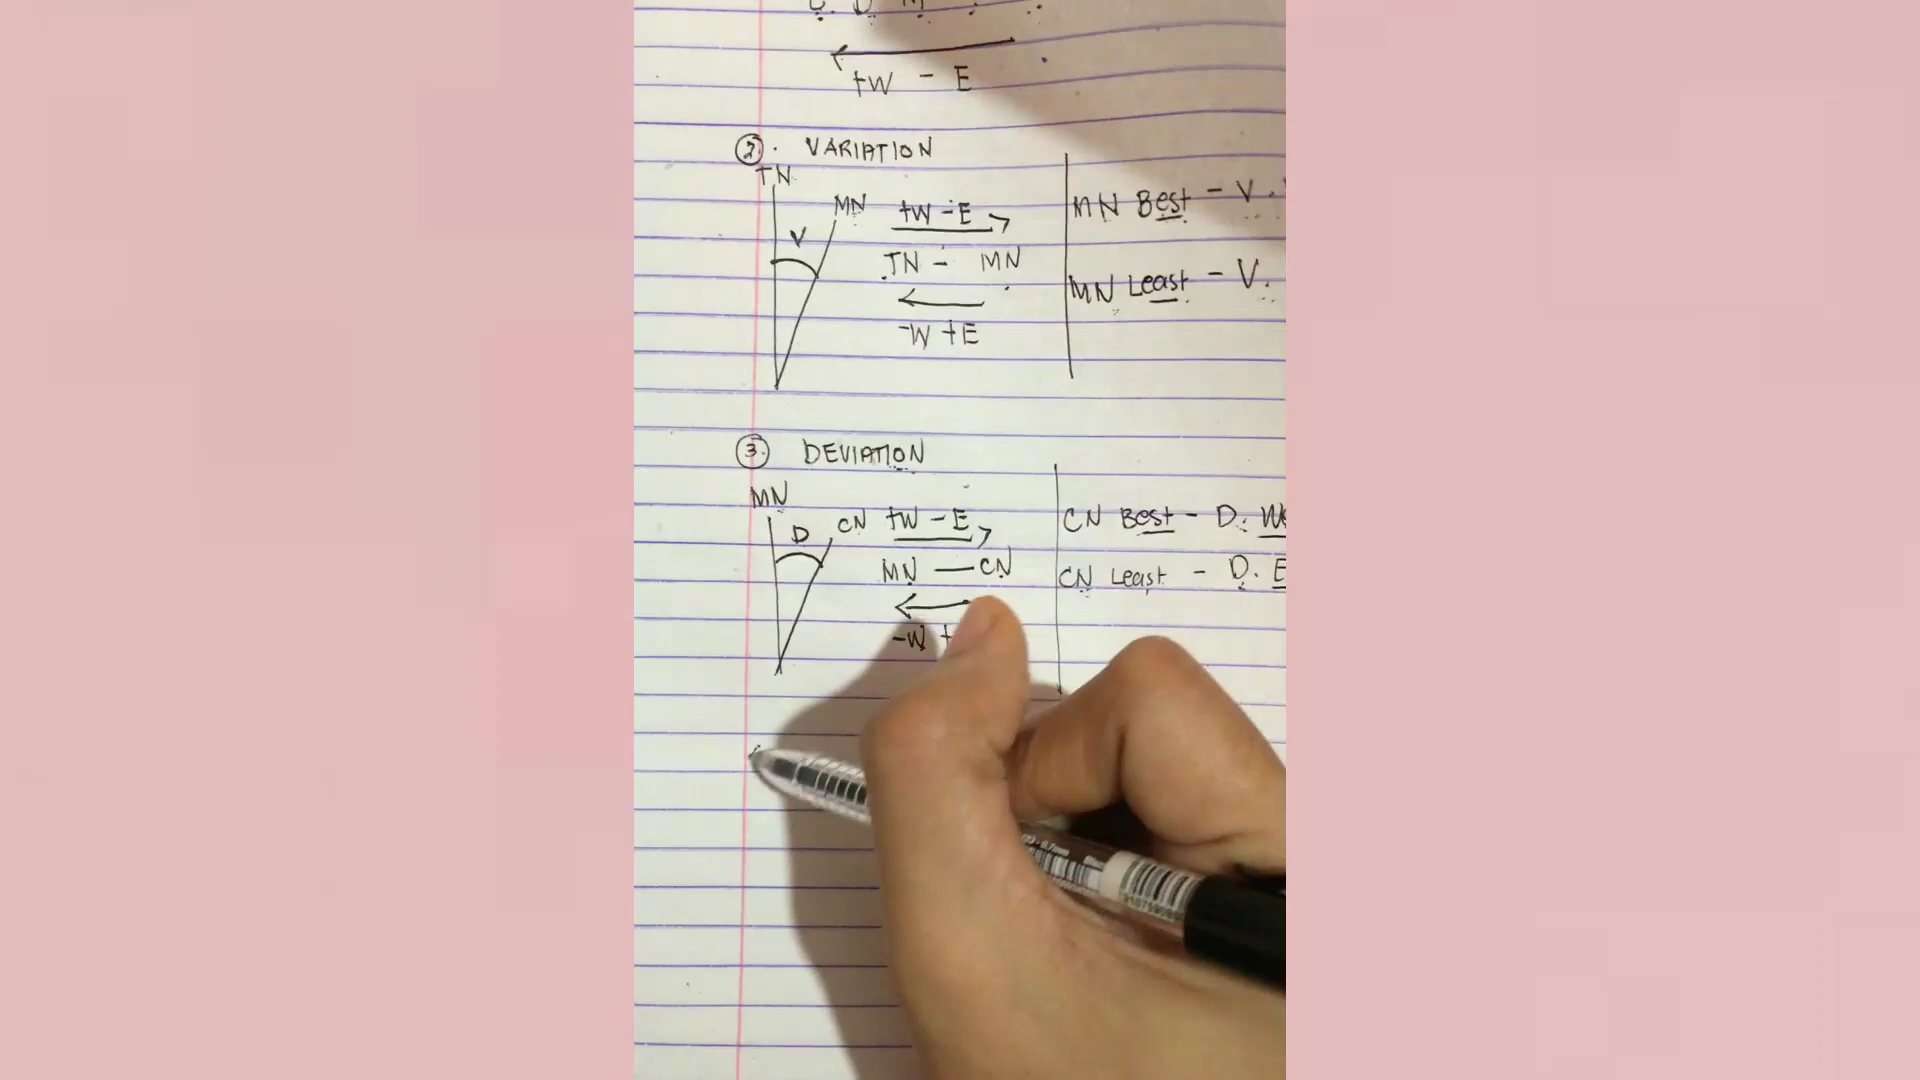 +W - E
2. VARIATION
TN
MN +W -E
V
TN - MN
-W +E
MN Best - V.
MN Least - V.
3. DEVIATION
MN
D CN +W - E
MN — CN
-W +
CN Best - D.
CN Least - D. E